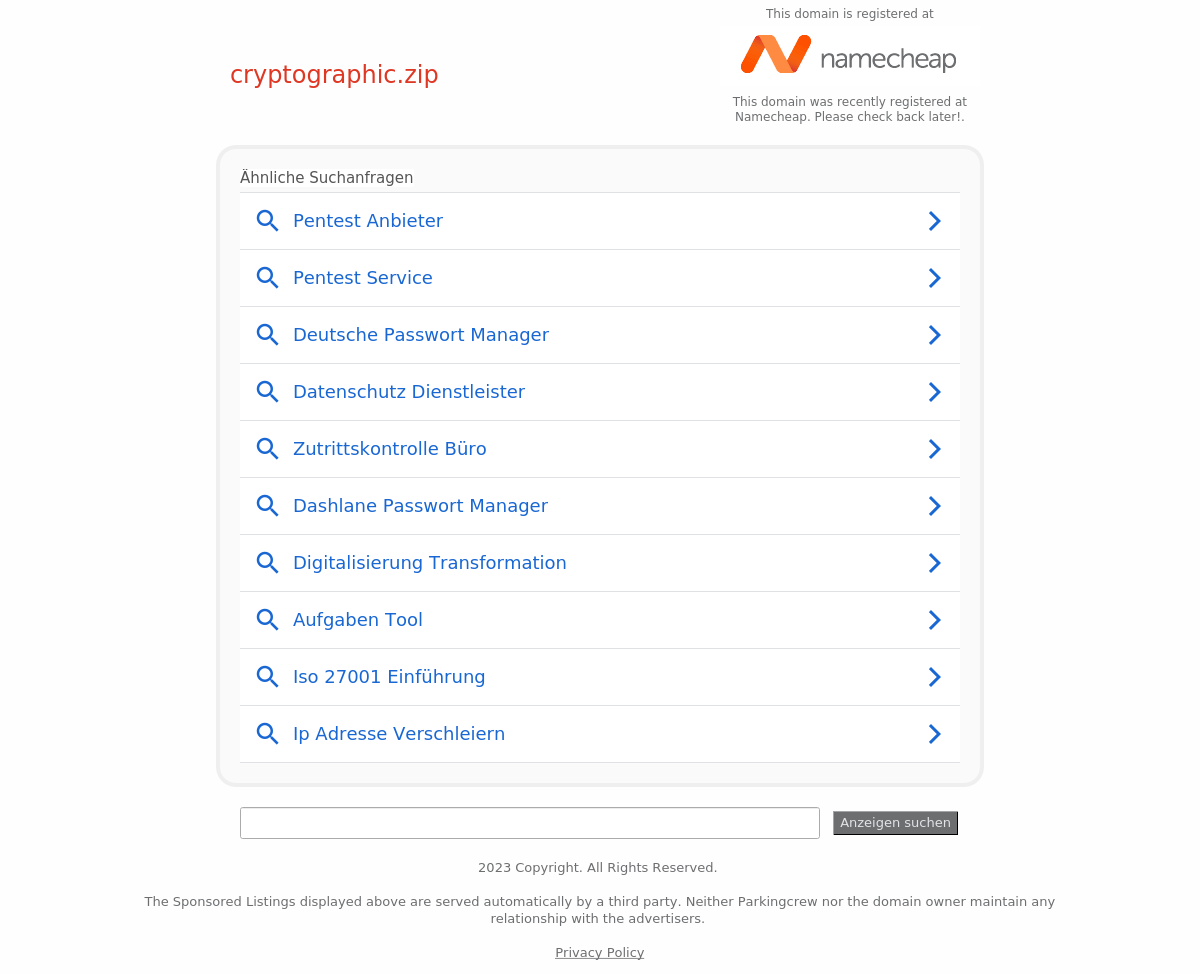 This domain is registered at
namecheap
cryptographic.zip
This domain was recently registered at
Namecheap. Please check back later!.
Ähnliche Suchanfragen
Pentest Anbieter
Pentest Service
Deutsche Passwort Manager
Datenschutz Dienstleister
Zutrittskontrolle Büro
Dashlane Passwort Manager
Digitalisierung Transformation
Aufgaben Tool
Iso 27001 Einführung
Ip Adresse Verschleiern
Anzeigen suchen
2023 Copyright. All Rights Reserved.
The Sponsored Listings displayed above are served automatically by a third party. Neither Parkingcrew nor the domain owner maintain any
relationship with the advertisers.
Privacy Policy